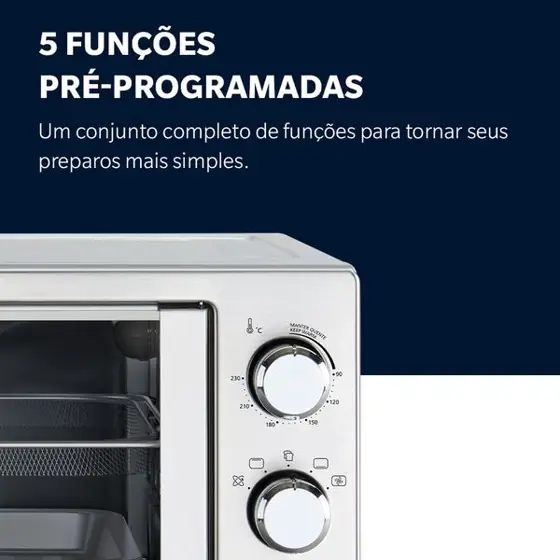 5 FUNÇÕES
PRÉ-PROGRAMADAS
Um conjunto completo de funções para tornar seus
preparos mais simples.
°C
MANTER QUENTE
KEEP WARM
90
120
150
180
210
230